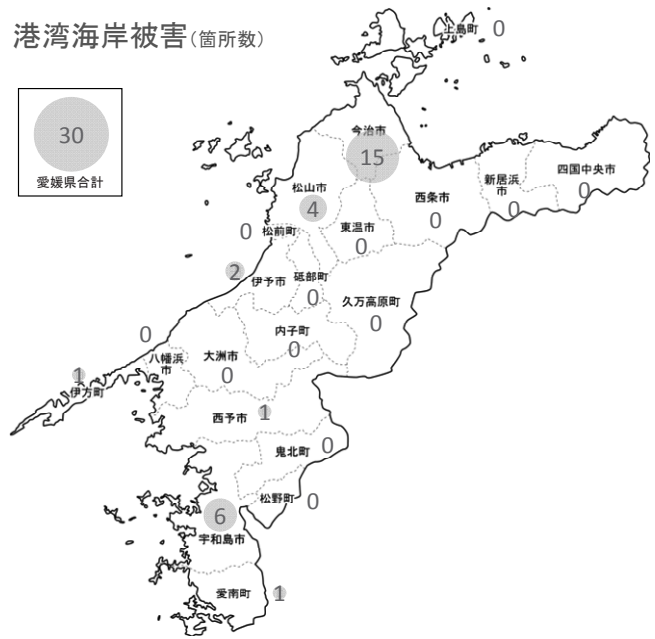 港湾海岸被害(箇所数)
上島町 0
30
愛媛県合計
今治市
15
松山市
4
西条市
0
新居浜
市
0
四国中央市
0
東温市
0
0
松前町
2
伊予市
砥部町
0
久万高原町
0
内子町
0
0
八幡浜
市
大洲市
0
1
伊方町
西予市
1
鬼北町
0
松野町
0
6
宇和島市
愛南町
1